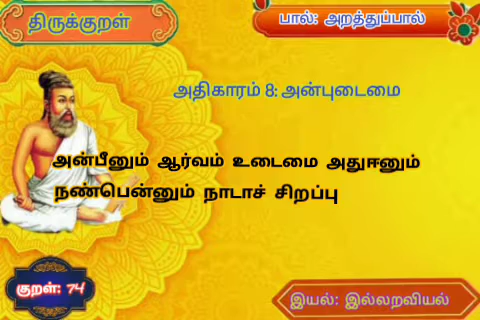 திருக்குறள்
பால்: அறத்துப்பால்
அதிகாரம் 8: அன்புடைமை
அன்பீனும் ஆர்வம் உடைமை அதுஈனும்
நண்பென்னும் நாடாச் சிறப்பு
குறள்: 74
இயல்: இல்லறவியல்